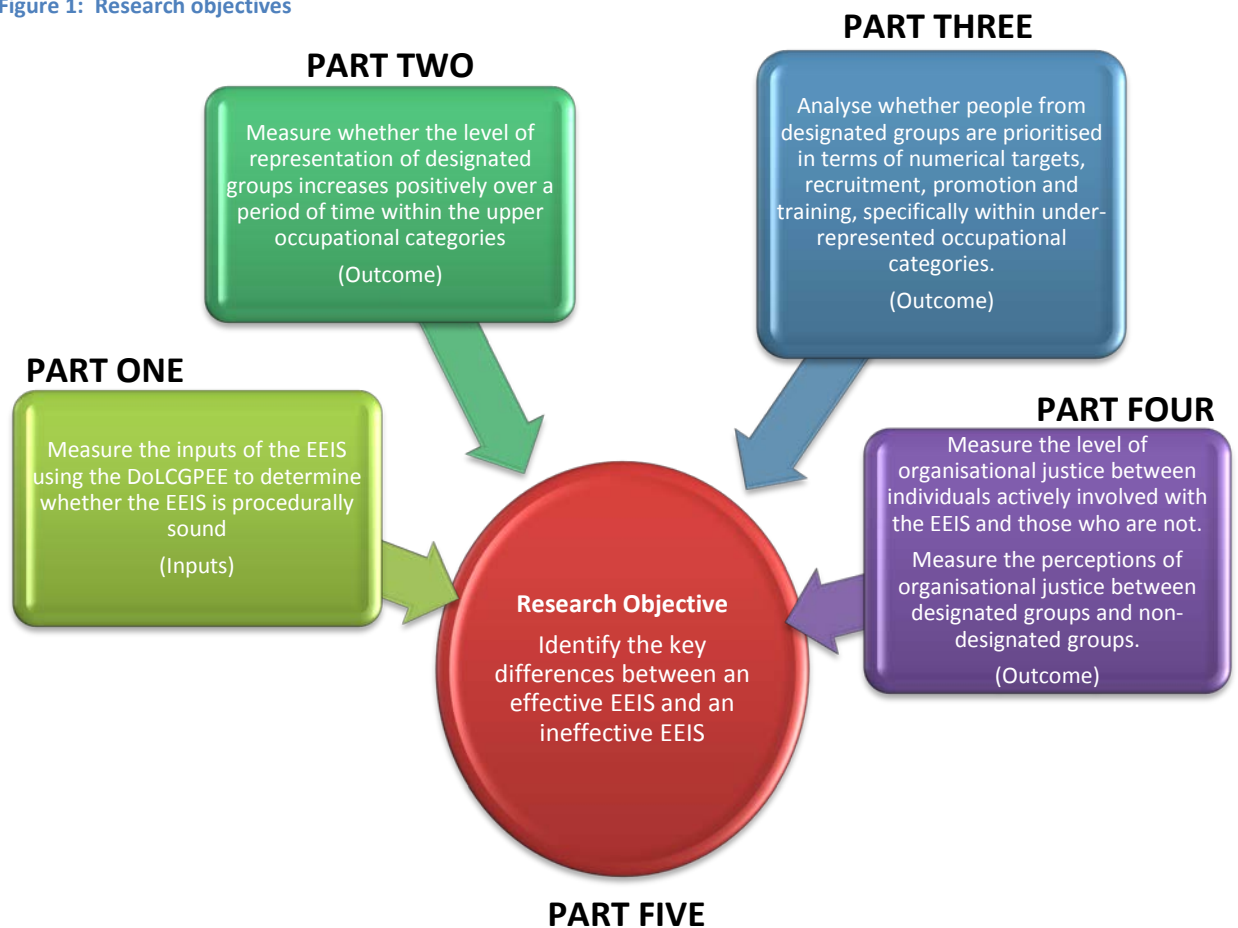 Figure 1:  Research objectives
PART ONE
Measure the inputs of the EEIS
using the DoLCGPEE to determine
whether the EEIS is procedurally
sound
(Inputs)
PART TWO
Measure whether the level of
representation of designated
groups increases positively over a
period of time within the upper
occupational categories
(Outcome)
PART THREE
Analyse whether people from
designated groups are prioritised
in terms of numerical targets,
recruitment, promotion and
training, specifically within under-
represented occupational
categories.
(Outcome)
PART FOUR
Measure the level of
organisational justice between
individuals actively involved with
the EEIS and those who are not.
Measure the perceptions of
organisational justice between
designated groups and non-
designated groups.
(Outcome)
Research Objective
Identify the key
differences between an
effective EEIS and an
ineffective EEIS
PART FIVE